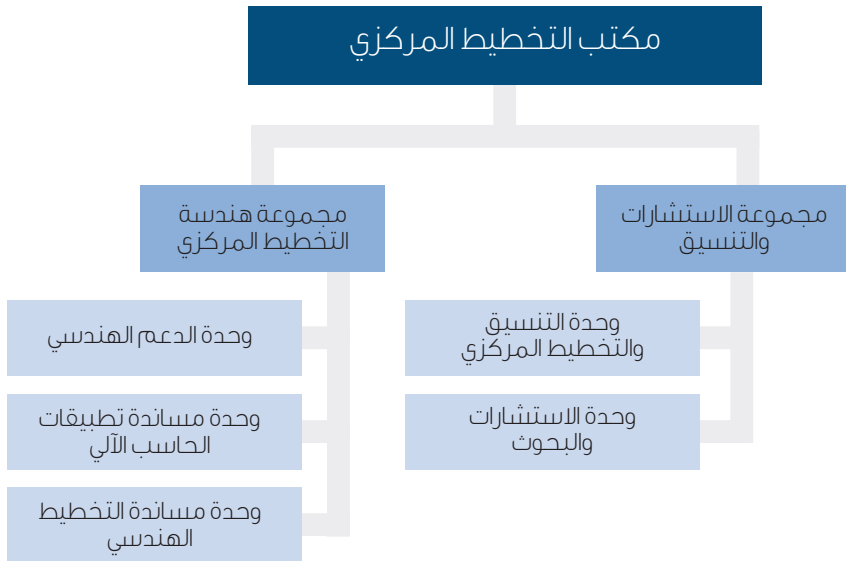 مكتب التخطيط المركزي
مجموعة الاستشارات
والتنسيق
وحدة التنسيق
والتخطيط المركزي
وحدة الاستشارات
والبحوث
مجموعة هندسة
التخطيط المركزي
وحدة الدعم الهندسي
وحدة مساندة تطبيقات
الحاسب الآلي
وحدة مساندة التخطيط
الهندسي